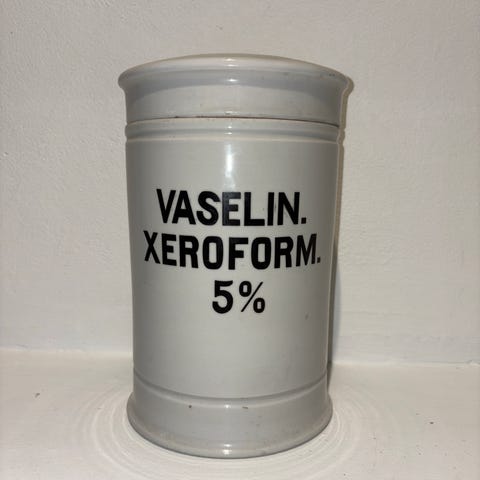 VASELIN.
XEROFORM.
5%